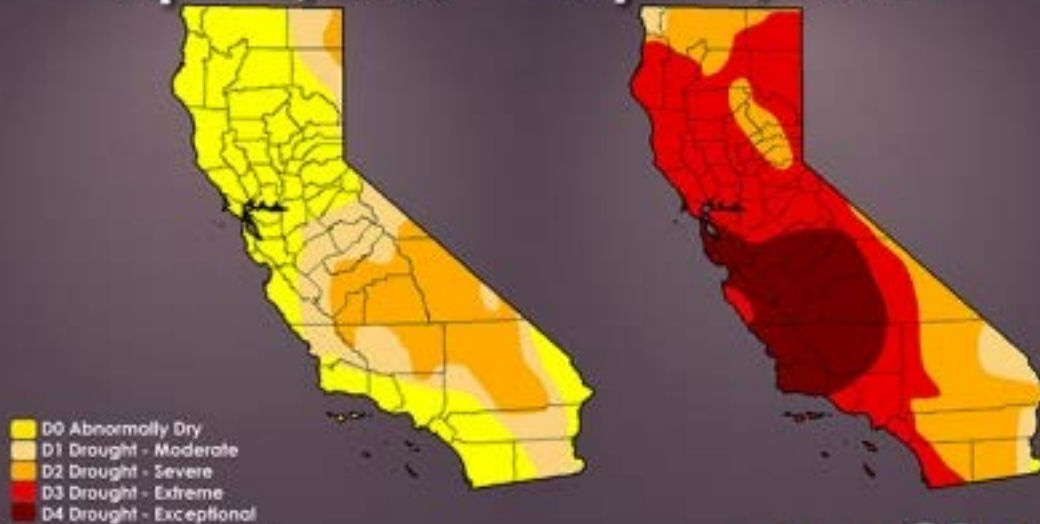 D0 Abnormally Dry
D1 Drought - Moderate
D2 Drought - Severe
D3 Drought - Extreme
D4 Drought - Exceptional